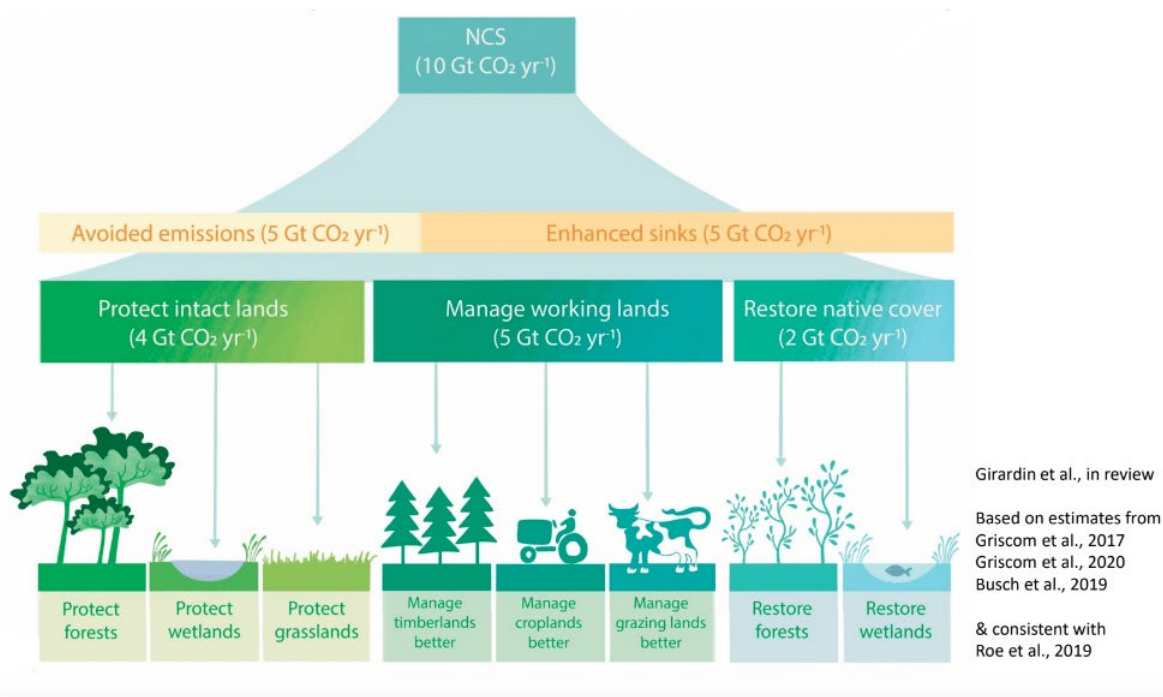 NCS
(10 Gt CO₂ yr⁻¹)
Avoided emissions (5 Gt CO₂ yr⁻¹)
Enhanced sinks (5 Gt CO₂ yr⁻¹)
Protect intact lands
(4 Gt CO₂ yr⁻¹)
Manage working lands
(5 Gt CO₂ yr⁻¹)
Restore native cover
(2 Gt CO₂ yr⁻¹)
Protect
forests
Protect
wetlands
Protect
grasslands
Manage
timberlands
better
Manage
croplands
better
Manage
grazing lands
better
Restore
forests
Restore
wetlands
Girardin et al., in review
Based on estimates from
Griscom et al., 2017
Griscom et al., 2020
Busch et al., 2019
& consistent with
Roe et al., 2019